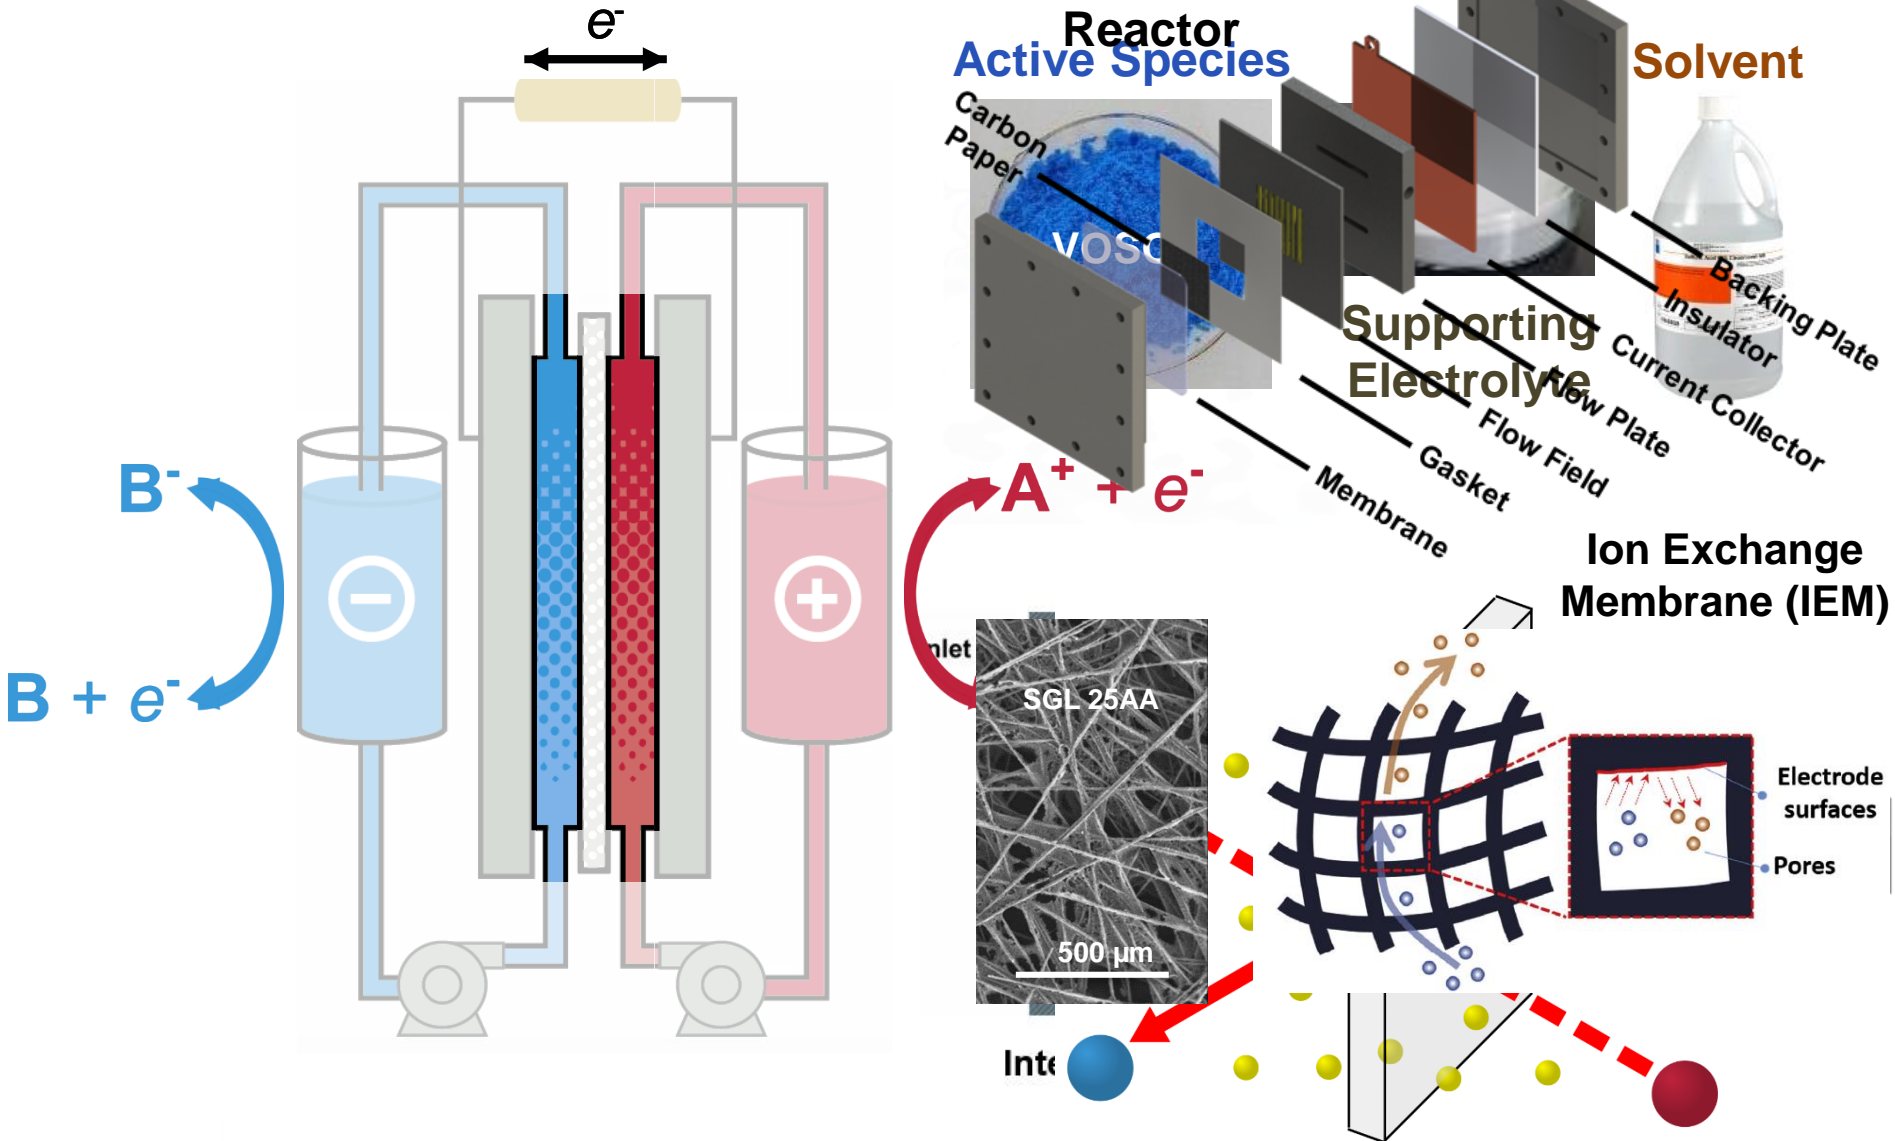 e-
Reactor
Active Species
Solvent
Carbon
Paper
VOSO
Backing Plate
Insulator
Supporting
Electrolyte
Current Collector
Flow Plate
Flow Field
Gasket
Membrane
B-
A+ + e-
Ion Exchange
Membrane (IEM)
nlet
B + e-
SGL 25AA
Electrode
surfaces
Pores
500 µm
Inte